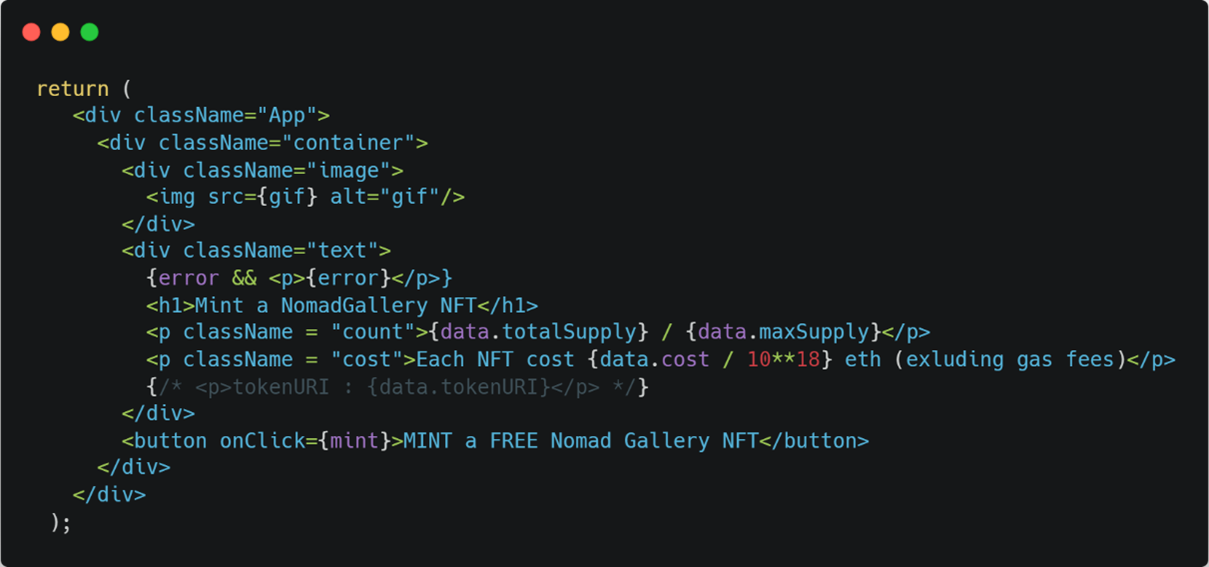 return (
<div className="App">
<div className="container">
<div className="image">
<img src={gif} alt="gif"/>
</div>
<div className="text">
{error && <p>{error}</p>}
<h1>Mint a NomadGallery NFT</h1>
<p className = "count">{data.totalSupply} / {data.maxSupply}</p>
<p className = "cost">Each NFT cost {data.cost / 10**18} eth (exluding gas fees)</p>
{/* <p>tokenURI : {data.tokenURI}</p> */}
</div>
<button onClick={mint}>MINT a FREE Nomad Gallery NFT</button>
</div>
</div>
);